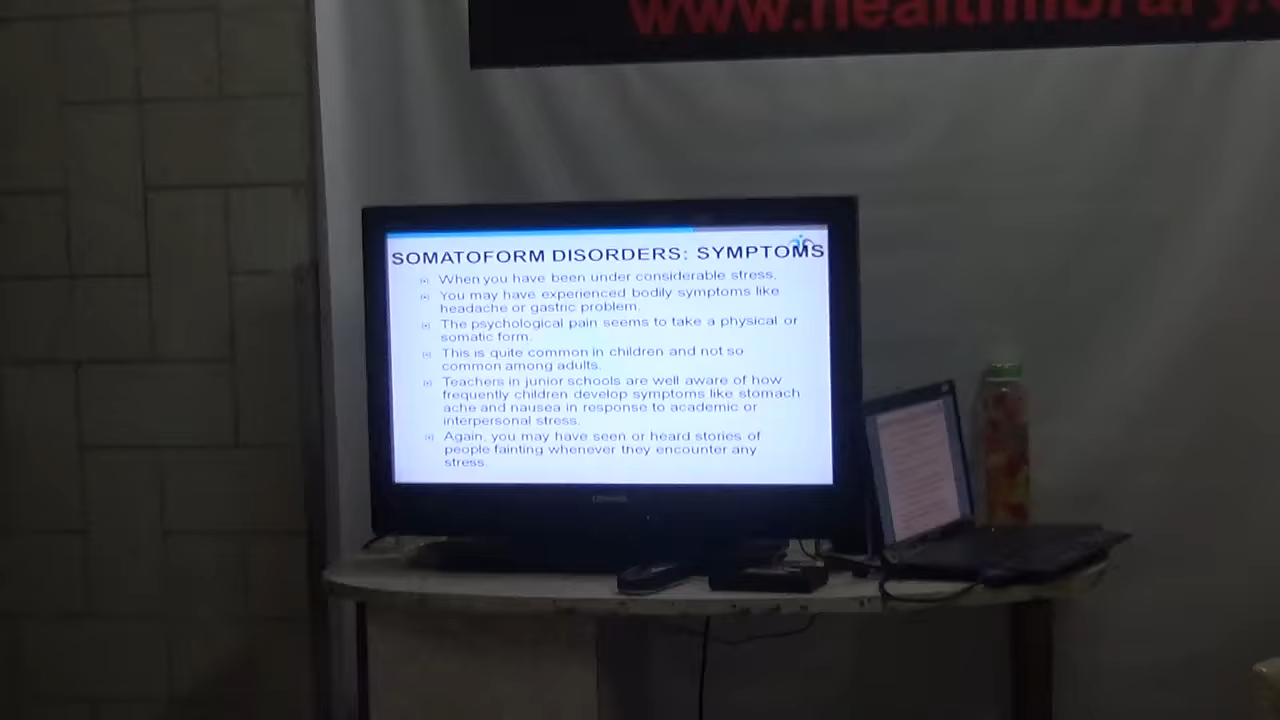 www.healthlibrary.
SOMATOFORM DISORDERS: SYMPTOMS
When you have been under considerable stress,
You may have experienced bodily symptoms like
headache or gastric problem.
The psychological pain seems to take a physical or
somatic form.
This is quite common in children and not so
common among adults.
Teachers in junior schools are well aware of how
frequently children develop symptoms like stomach
ache and nausea in response to academic or
interpersonal stress.
Again, you may have seen or heard stories of
people fainting whenever they encounter any
stress.